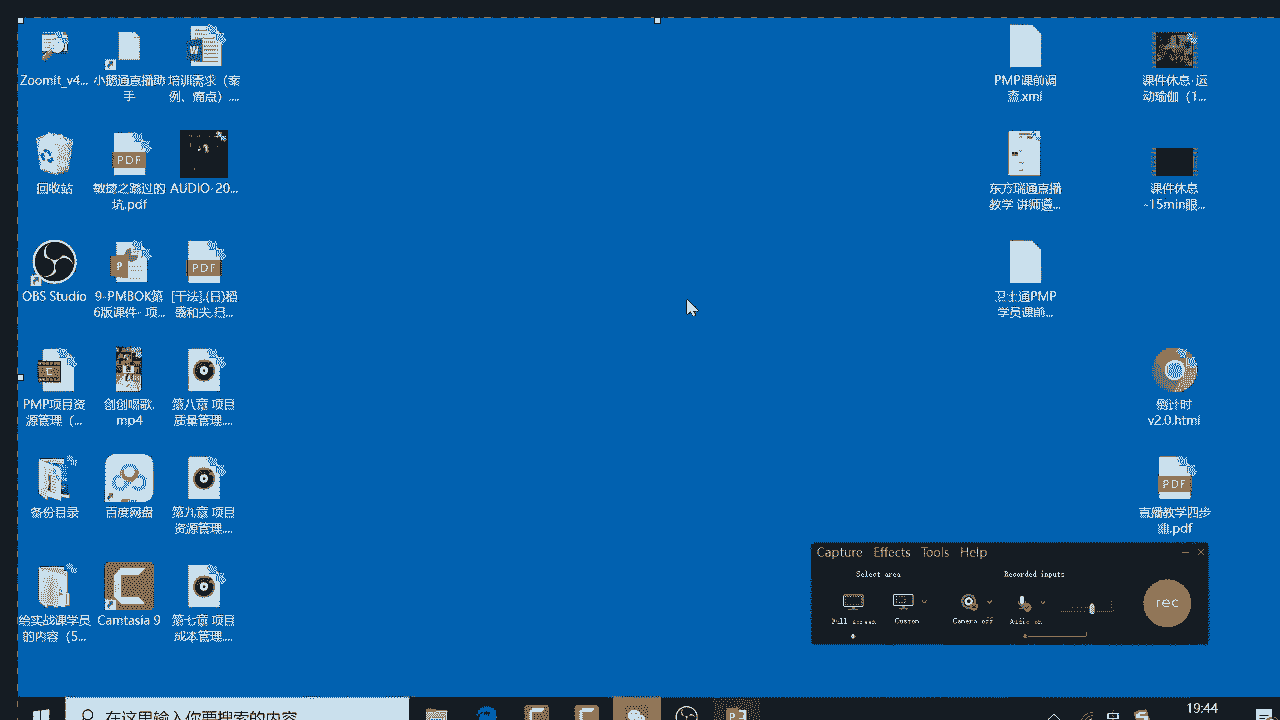 Zoomit_v4...
小鹅通直播助
手
培训需求（案
例、痛点）....
PMP课前调
查.xml
课件休息·运
动瑜伽（1...
回收站
敏捷之踩过的
坑.pdf
AUDIO-20...
东方瑞通直播
教学 讲师遵...
课件休息
~15min眼...
OBS Studio
9-PMBOK第
6版课件- 项...
[干法].(日)稻
盛和夫.扫...
卫士通PMP
学员课前...
PMP项目资
源管理（...
创创唱歌.
mp4
第八章 项目
质量管理....
倒计时
v2.0.html
备份目录
百度网盘
第九章 项目
资源管理....
直播教学四步
PDF
.pdf
给实战课学员
的内容（5...
Camtasia 9
第七章 项目
成本管理....
Capture Effects Tools Help
Select area
Recorded inputs
Full screen
Custom
Camera off
Audio on
rec
在这里输入你要搜索的内容
19:44